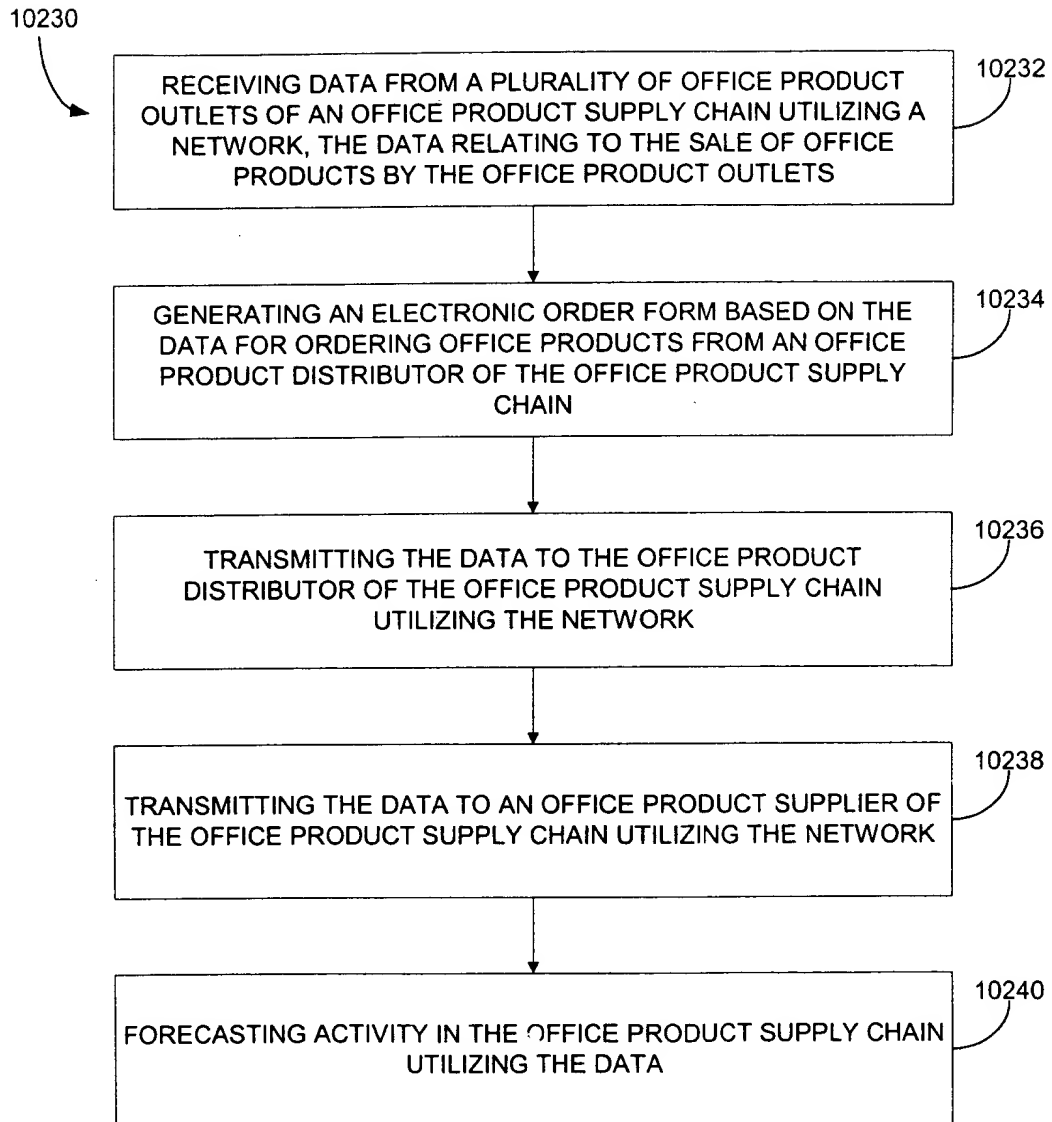 10230
RECEIVING DATA FROM A PLURALITY OF OFFICE PRODUCT
OUTLETS OF AN OFFICE PRODUCT SUPPLY CHAIN UTILIZING A
NETWORK, THE DATA RELATING TO THE SALE OF OFFICE
PRODUCTS BY THE OFFICE PRODUCT OUTLETS
10232
GENERATING AN ELECTRONIC ORDER FORM BASED ON THE
DATA FOR ORDERING OFFICE PRODUCTS FROM AN OFFICE
PRODUCT DISTRIBUTOR OF THE OFFICE PRODUCT SUPPLY
CHAIN
10234
TRANSMITTING THE DATA TO THE OFFICE PRODUCT
DISTRIBUTOR OF THE OFFICE PRODUCT SUPPLY CHAIN
UTILIZING THE NETWORK
10236
TRANSMITTING THE DATA TO AN OFFICE PRODUCT SUPPLIER OF
THE OFFICE PRODUCT SUPPLY CHAIN UTILIZING THE NETWORK
10238
FORECASTING ACTIVITY IN THE OFFICE PRODUCT SUPPLY CHAIN
UTILIZING THE DATA
10240